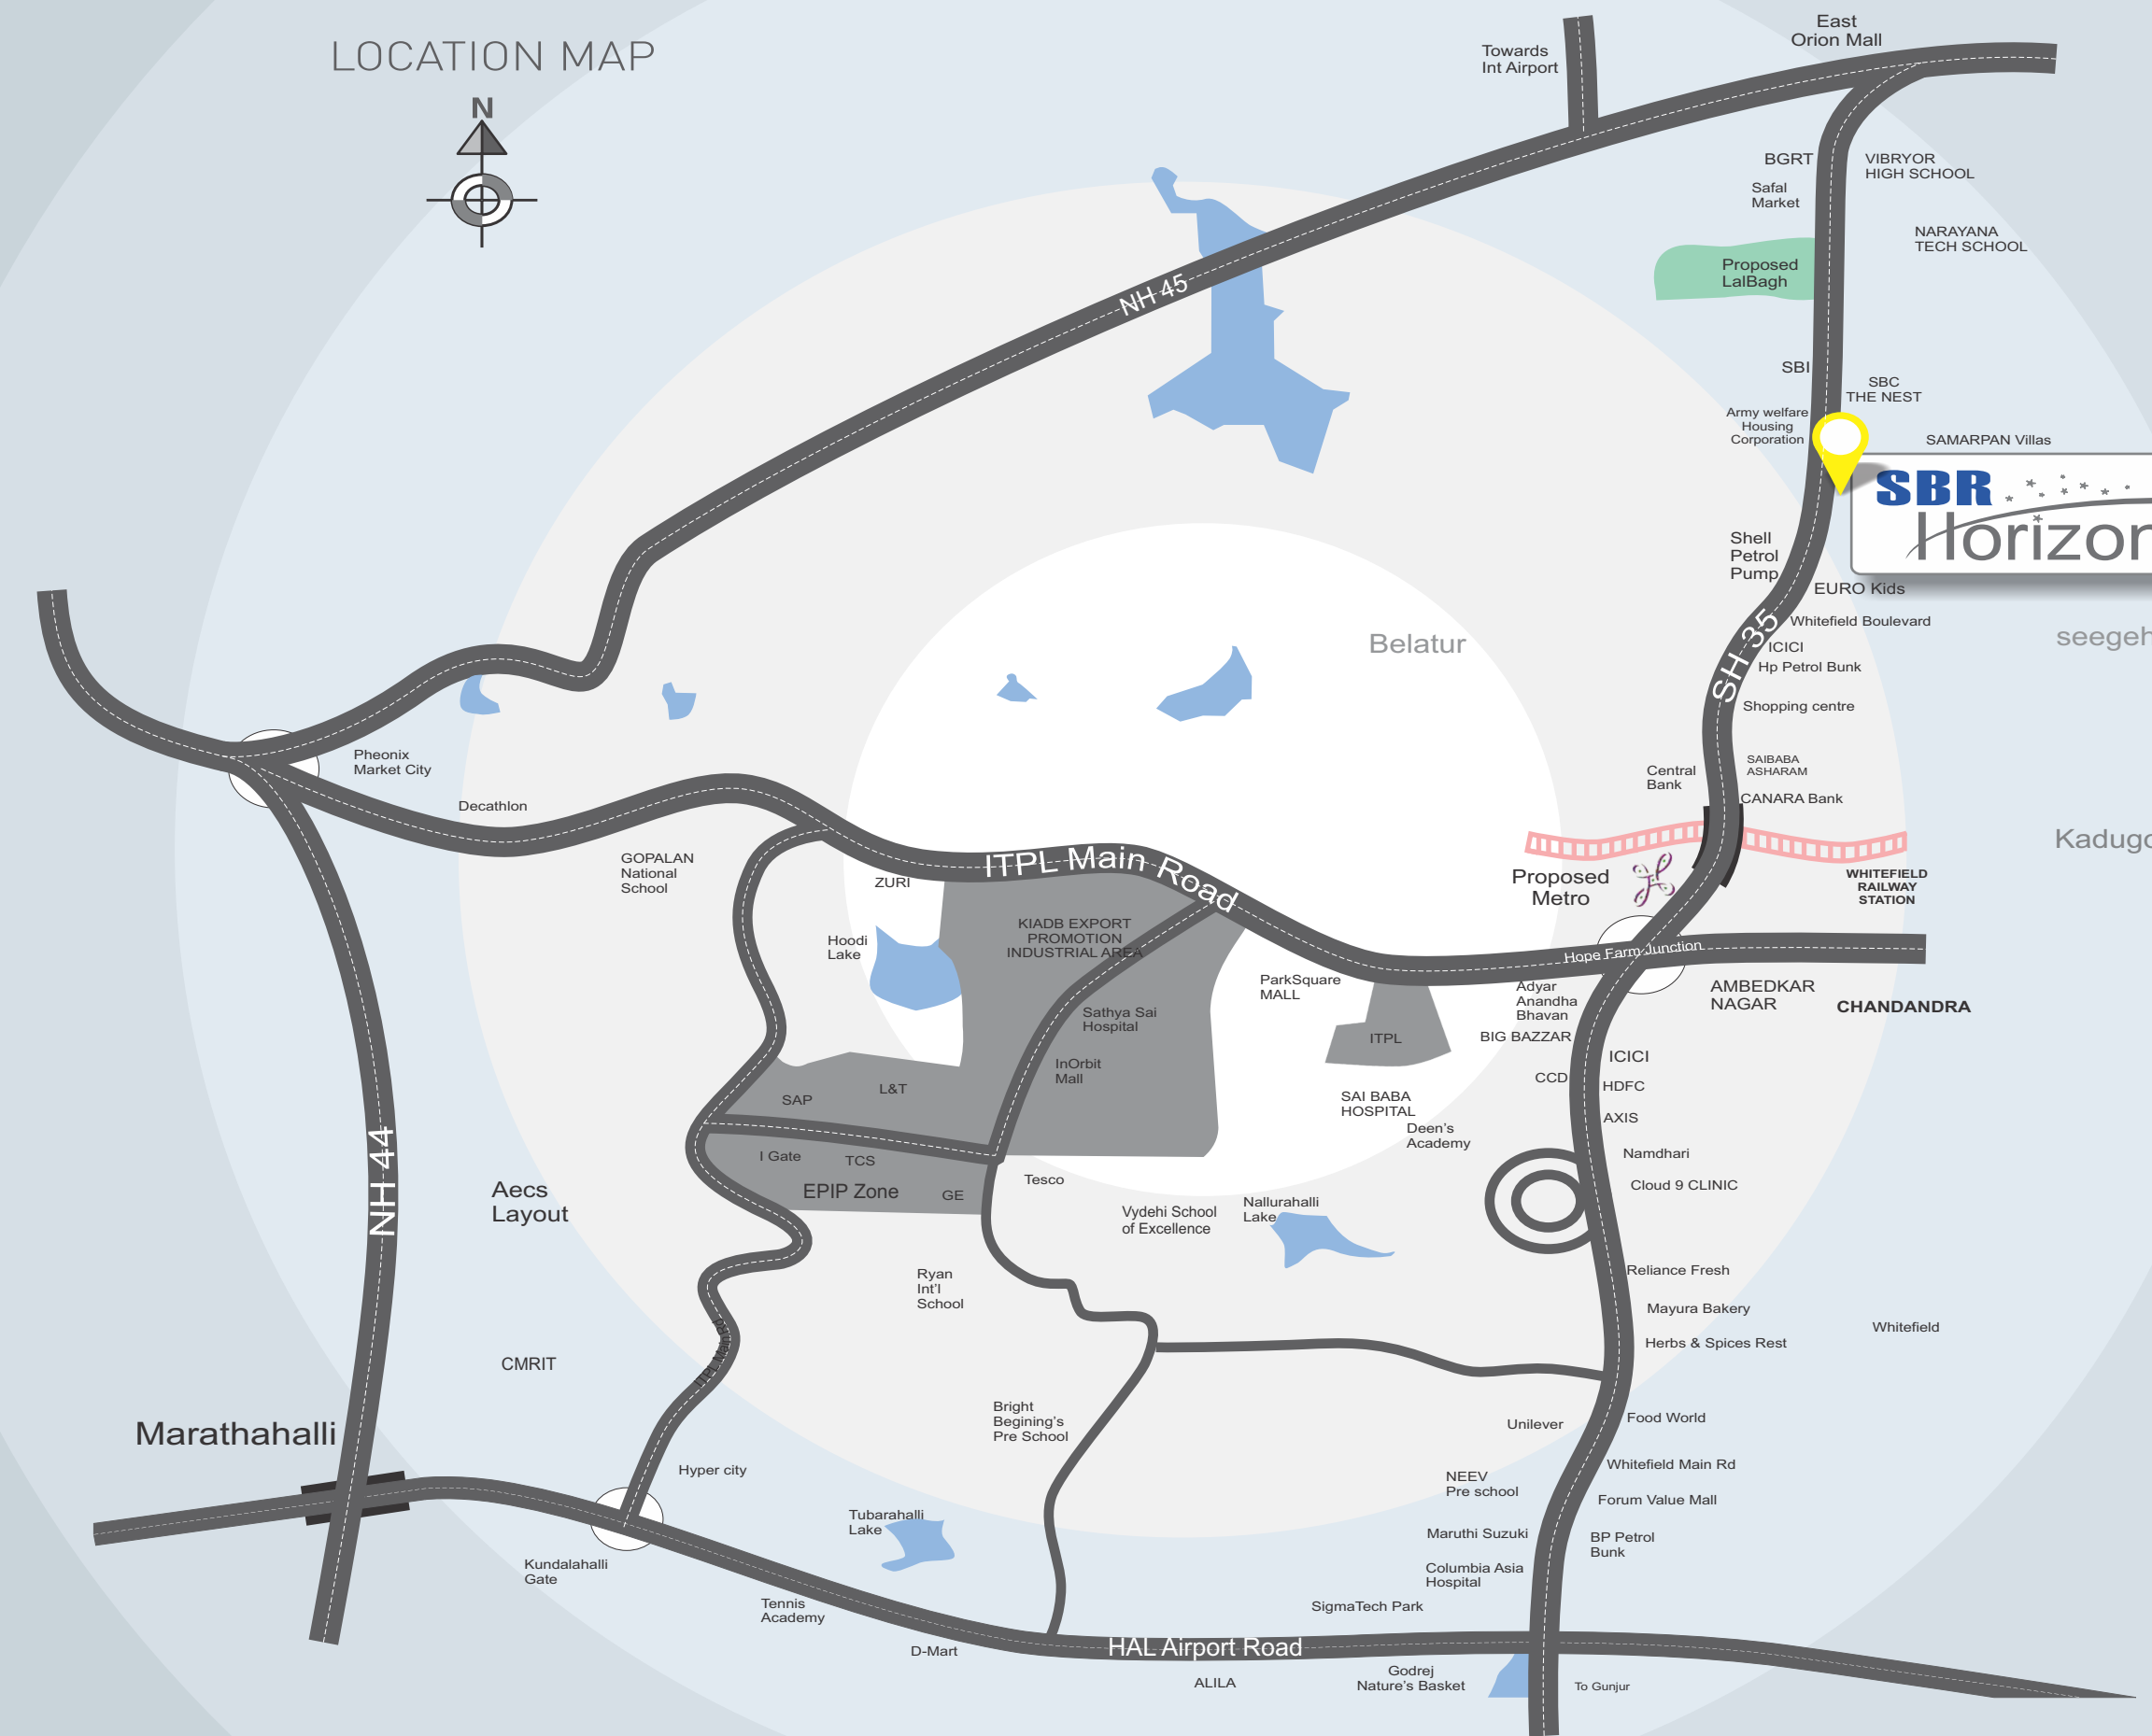 LOCATION MAP
N
Towards
Int Airport
East
Orion Mall
BGRT
VIBRYOR
HIGH SCHOOL
Safal
Market
NARAYANA
TECH SCHOOL
Proposed
LalBagh
NH 45
SBI
SBC
THE NEST
Army welfare
Housing
Corporation
SAMARPAN Villas
SBR
Horizon
Shell
Petrol
Pump
EURO Kids
Whitefield Boulevard
SH 35
ICICI
Hp Petrol Bunk
Belatur
seegeh
Shopping centre
Pheonix
Market City
Decathlon
Central
Bank
SAIBABA
ASHARAM
CANARA Bank
Kadugo
GOPALAN
National
School
ZURI
ITPL Main Road
Proposed
Metro
WHITEFIELD
RAILWAY
STATION
Hoodi
Lake
KIADB EXPORT
PROMOTION
INDUSTRIAL AREA
Hope Farm Junction
ParkSquare
MALL
Adyar
Anandha
Bhavan
AMBEDKAR
NAGAR
CHANDANDRA
Sathya Sai
Hospital
ITPL
BIG BAZZAR
ICICI
InOrbit
Mall
CCD
HDFC
L&T
SAP
SAI BABA
HOSPITAL
AXIS
Deen's
Academy
I Gate
TCS
Namdhari
NH 44
Aecs
Layout
EPIP Zone
GE
Tesco
Cloud 9 CLINIC
Vydehi School
of Excellence
Nallurahalli
Lake
Ryan
Int'l
School
Reliance Fresh
Mayura Bakery
Whitefield
Herbs & Spices Rest
ITPL Main Rd
CMRIT
Marathahalli
Bright
Begining's
Pre School
Unilever
Food World
Hyper city
Whitefield Main Rd
NEEV
Pre school
Forum Value Mall
Tubarahalli
Lake
Maruthi Suzuki
BP Petrol
Bunk
Kundalahalli
Gate
Columbia Asia
Hospital
Tennis
Academy
SigmaTech Park
D-Mart
HAL Airport Road
ALILA
Godrej
Nature's Basket
To Gunjur